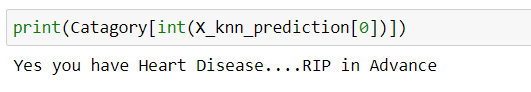 print(Catagory[int(X_knn_prediction[0])])
Yes you have Heart Disease....RIP in Advance